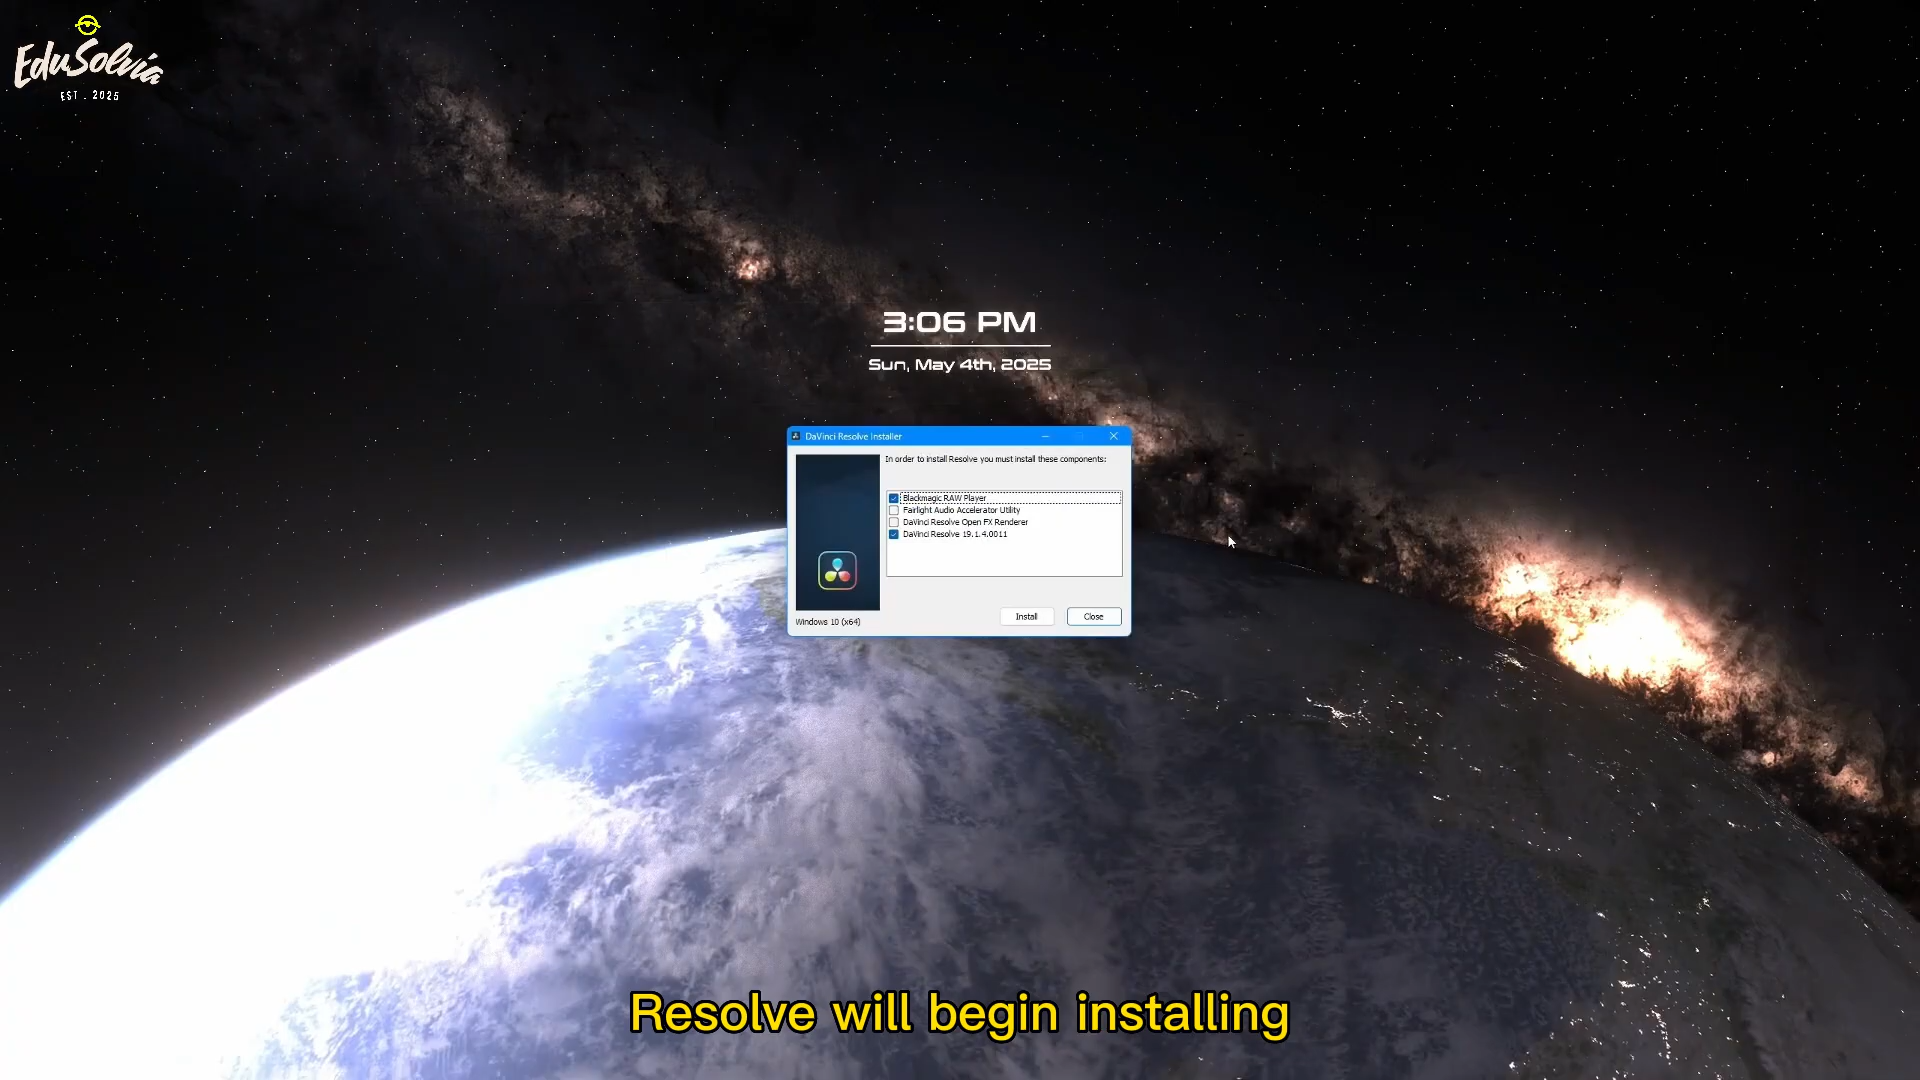 EduSolvia
EST . 2025
3:06 PM
Sun, May 4th, 2025
DaVinci Resolve Installer
In order to install Resolve you must install these components:
Blackmagic RAW Player
Fairlight Audio Accelerator Utility
DaVinci Resolve Open FX Renderer
DaVinci Resolve 19.1.4.0011
Windows 10 (x64)
Install
Close
Resolve will begin installing